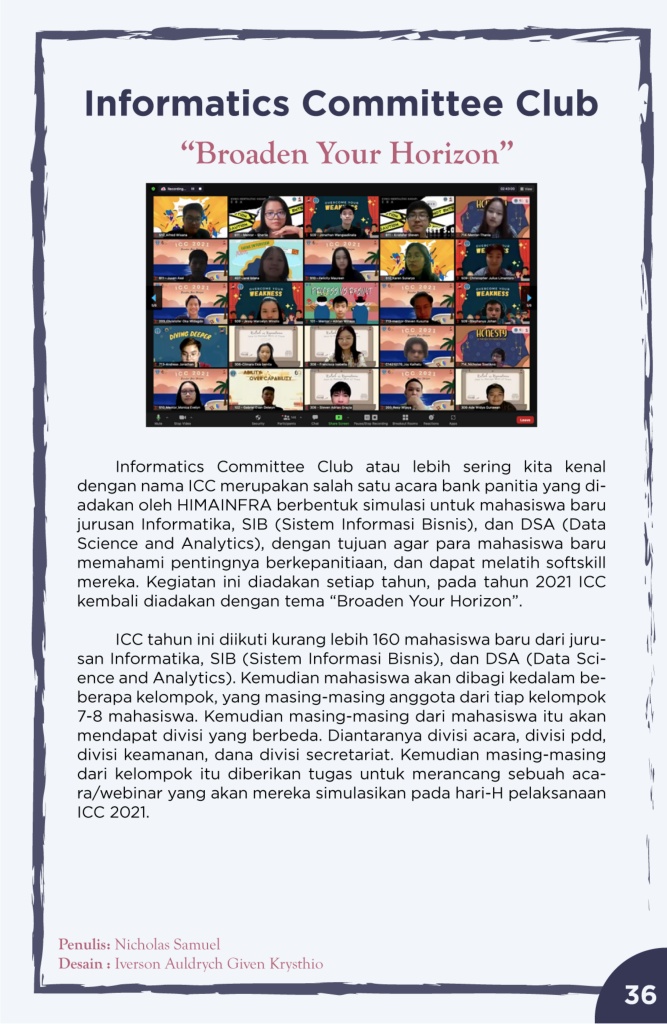 Informatics Committee Club
“Broaden Your Horizon”
Informatics Committee Club atau lebih sering kita kenal
dengan nama ICC merupakan salah satu acara bank panitia yang di-
adakan oleh HIMAINFRA berbentuk simulasi untuk mahasiswa baru
jurusan Informatika, SIB (Sistem Informasi Bisnis), dan DSA (Data
Science and Analytics), dengan tujuan agar para mahasiswa baru
memahami pentingnya berkepanitiaan, dan dapat melatih softskill
mereka. Kegiatan ini diadakan setiap tahun, pada tahun 2021 ICC
kembali diadakan dengan tema “Broaden Your Horizon”.
ICC tahun ini diikuti kurang lebih 160 mahasiswa baru dari juru-
san Informatika, SIB (Sistem Informasi Bisnis), dan DSA (Data Sci-
ence and Analytics). Kemudian mahasiswa akan dibagi kedalam be-
berapa kelompok, yang masing-masing anggota dari tiap kelompok
7-8 mahasiswa. Kemudian masing-masing dari mahasiswa itu akan
mendapat divisi yang berbeda. Diantaranya divisi acara, divisi pdd,
divisi keamanan, dana divisi secretariat. Kemudian masing-masing
dari kelompok itu diberikan tugas untuk merancang sebuah aca-
ra/webinar yang akan mereka simulasikan pada hari-H pelaksanaan
ICC 2021.
Penulis: Nicholas Samuel
Desain : Iverson Auldrych Given Krysthio
36